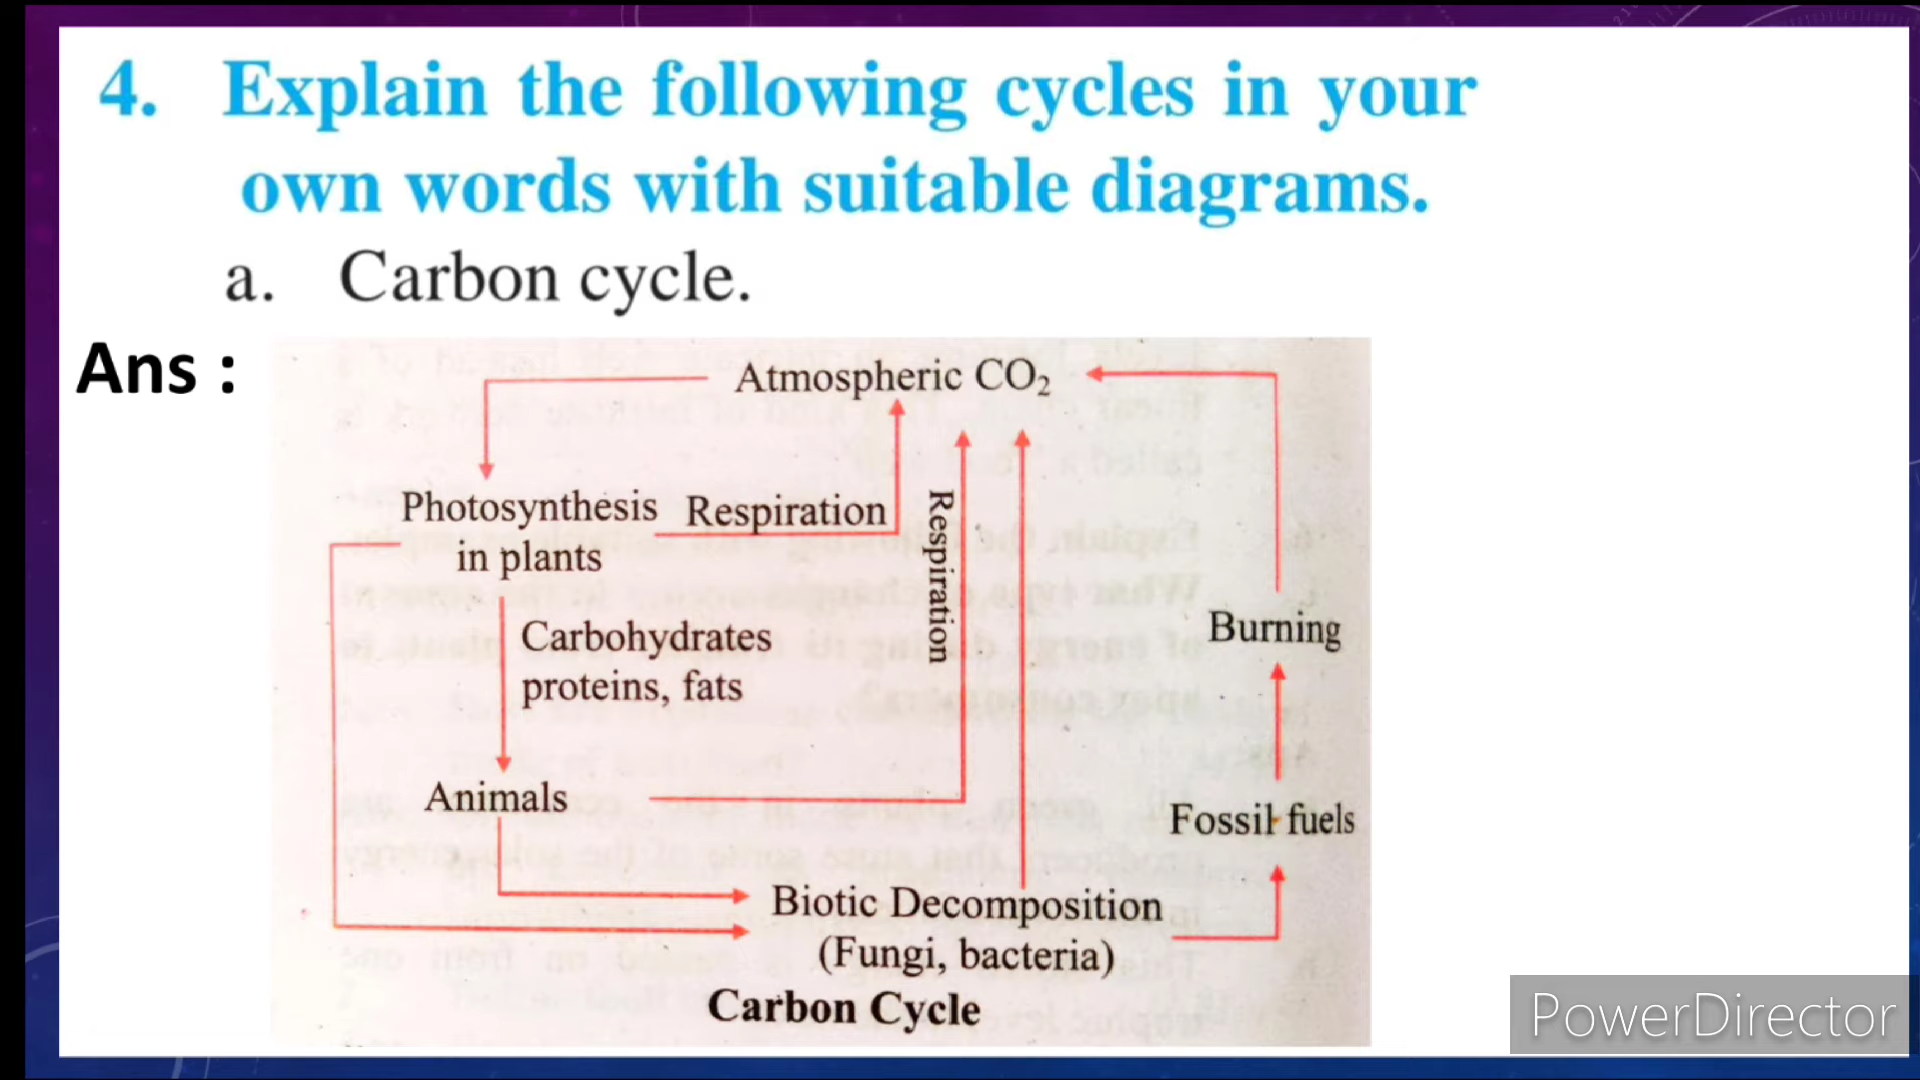 4. Explain the following cycles in your
own words with suitable diagrams.
a. Carbon cycle.
Ans :
Atmospheric CO₂
Photosynthesis
in plants
Respiration
Respiration
Carbohydrates
proteins, fats
Burning
Animals
Fossil fuels
Biotic Decomposition
(Fungi, bacteria)
Carbon Cycle
PowerDirector